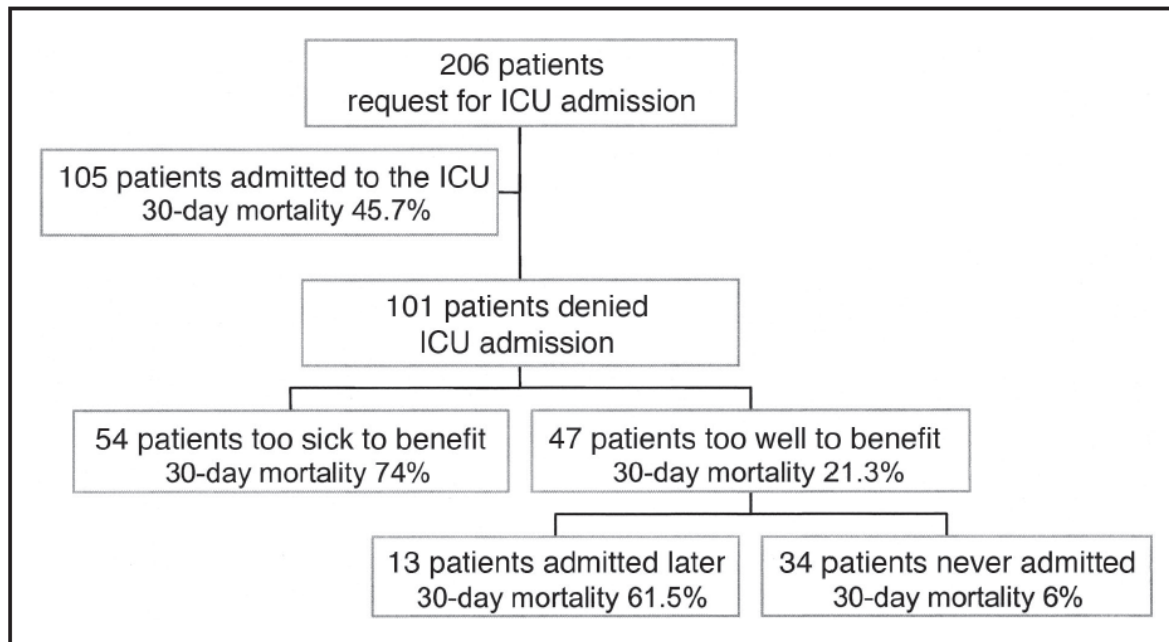 206 patients
request for ICU admission
105 patients admitted to the ICU
30-day mortality 45.7%
101 patients denied
ICU admission
54 patients too sick to benefit
30-day mortality 74%
47 patients too well to benefit
30-day mortality 21.3%
13 patients admitted later
30-day mortality 61.5%
34 patients never admitted
30-day mortality 6%